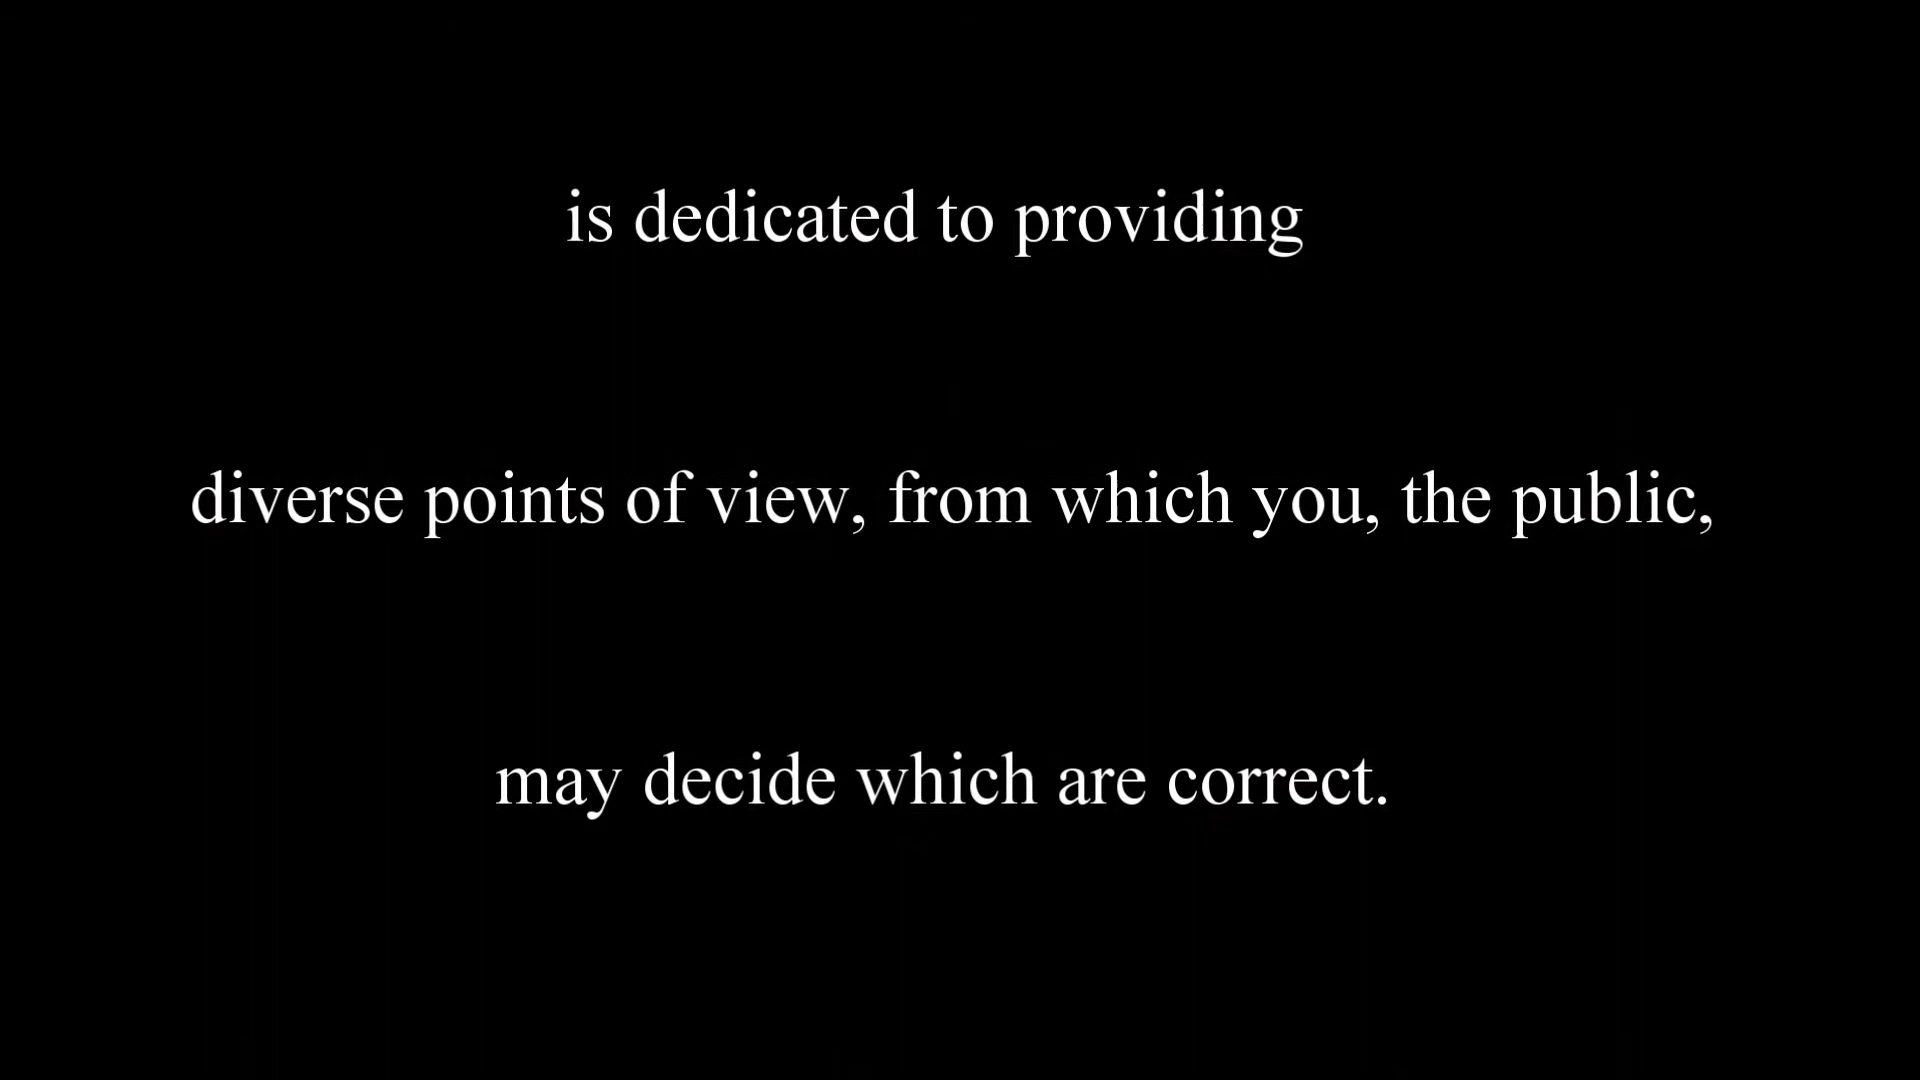 is dedicated to providing
diverse points of view, from which you, the public,
may decide which are correct.